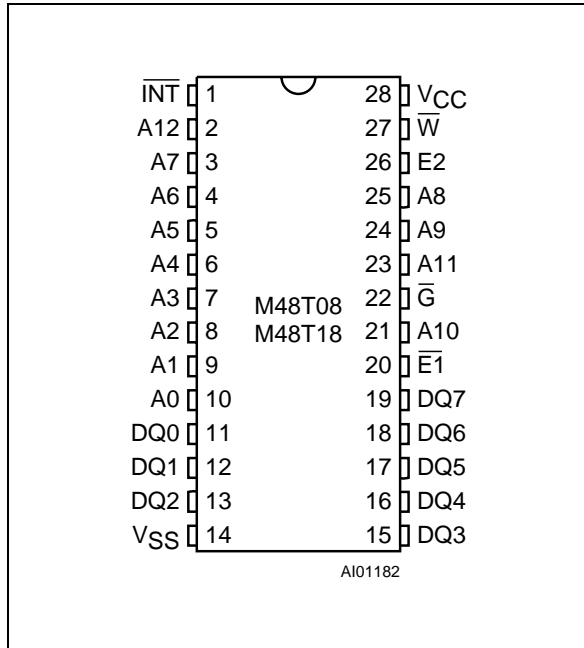 I̅N̅T̅ 1 28 VCC
A12 2 27 W̅
A7 3 26 E2
A6 4 25 A8
A5 5 24 A9
A4 6 23 A11
A3 7 M48T08 22 G̅
A2 8 M48T18 21 A10
A1 9 20 E̅1̅
A0 10 19 DQ7
DQ0 11 18 DQ6
DQ1 12 17 DQ5
DQ2 13 16 DQ4
VSS 14 15 DQ3
AI01182